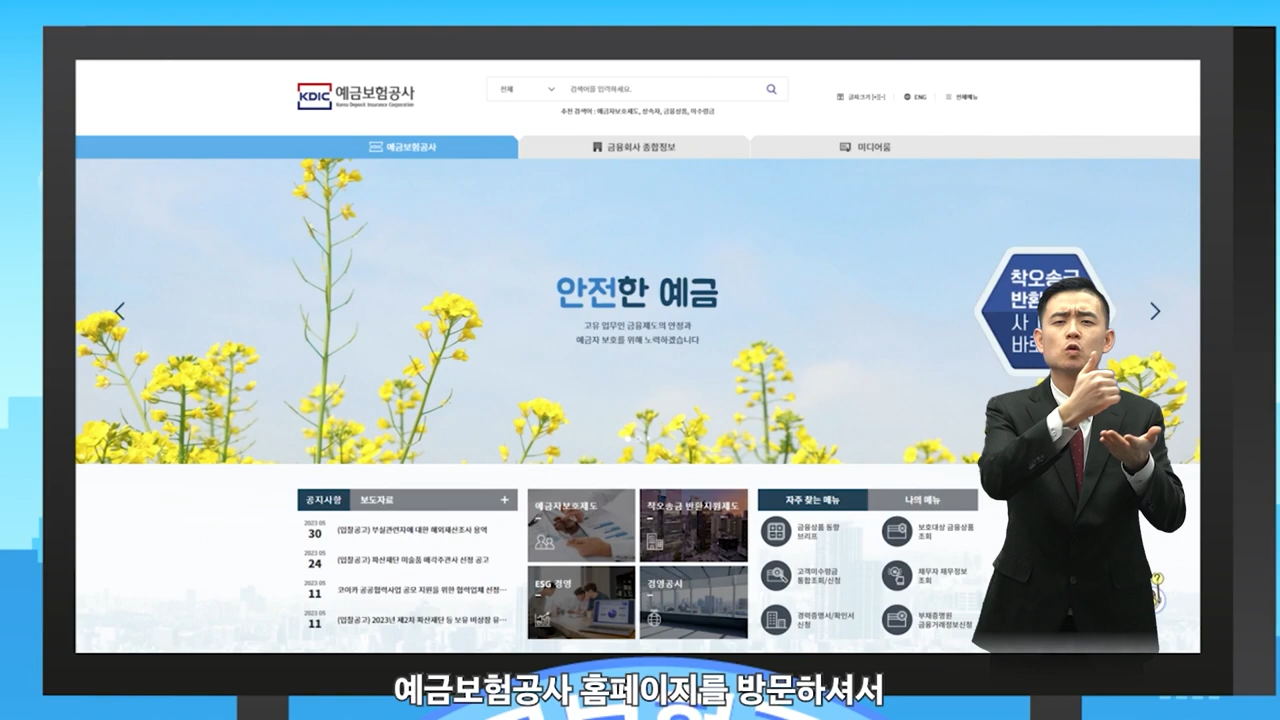 KDIC 예금보험공사
Korea Deposit Insurance Corporation
전체 검색어를 입력하세요.
추천 검색어 : 예금자보호제도, 상속자, 금융상품, 미수령금
글씨크기 [+][-] ENG 전체메뉴
예금보험공사 금융회사 종합정보 미디어룸
안전한 예금
고유 업무인 금융제도의 안정과
예금자 보호를 위해 노력하겠습니다
착오송금
사
공지사항 보도자료 +
2023 05
30 (입찰공고) 부실관련자에 대한 해외재산조사 용역
2023 05
24 (입찰공고) 파산재단 미술품 매각주관사 선정 공고
2023 05
11 코이카 공공협력사업 공모 지원을 위한 협력업체 선정···
2023 05
11 (입찰공고) 2023년 제2차 파산재단 등 보유 비상장 유···
예금자보호제도
착오송금 반환지원제도
ESG 경영
경영공시
자주 찾는 메뉴 나의 메뉴
금융상품 동향
브리프
보호대상 금융상품
조회
고객미수령금
통합조회/신청
채무자 채무정보
조회
경력증명서/확인서
신청
부채증명원
금융거래정보신청
예금보험공사 홈페이지를 방문하셔서